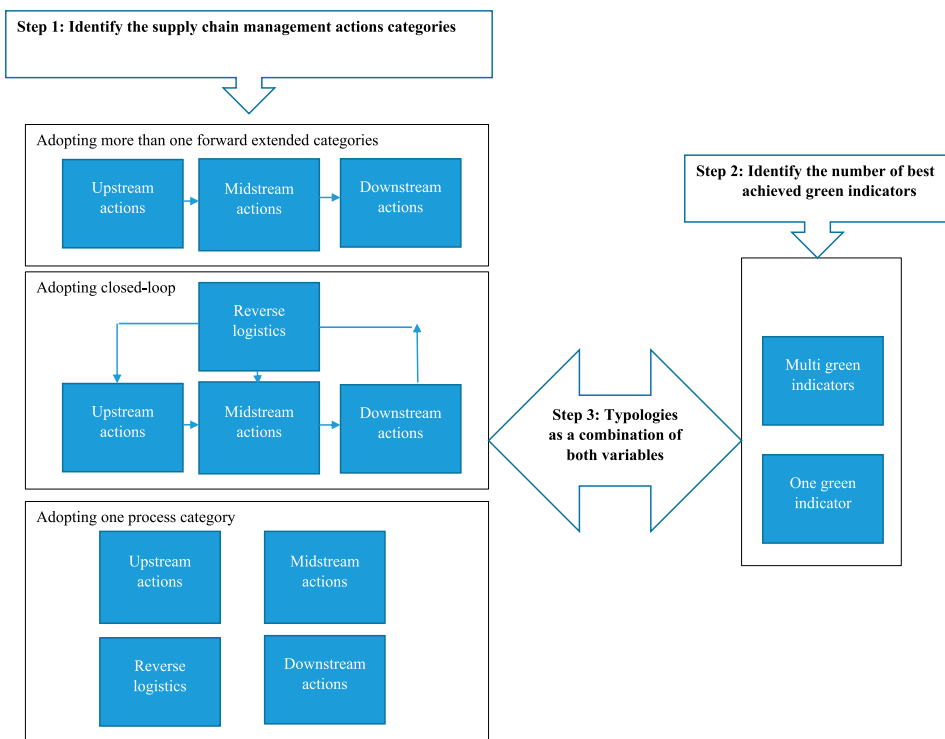 Step 1: Identify the supply chain management actions categories
Adopting more than one forward extended categories
Upstream
actions
Midstream
actions
Downstream
actions
Adopting closed-loop
Reverse
logistics
Upstream
actions
Midstream
actions
Downstream
actions
Adopting one process category
Upstream
actions
Midstream
actions
Reverse
logistics
Downstream
actions
Step 3: Typologies
as a combination of
both variables
Step 2: Identify the number of best
achieved green indicators
Multi green
indicators
One green
indicator